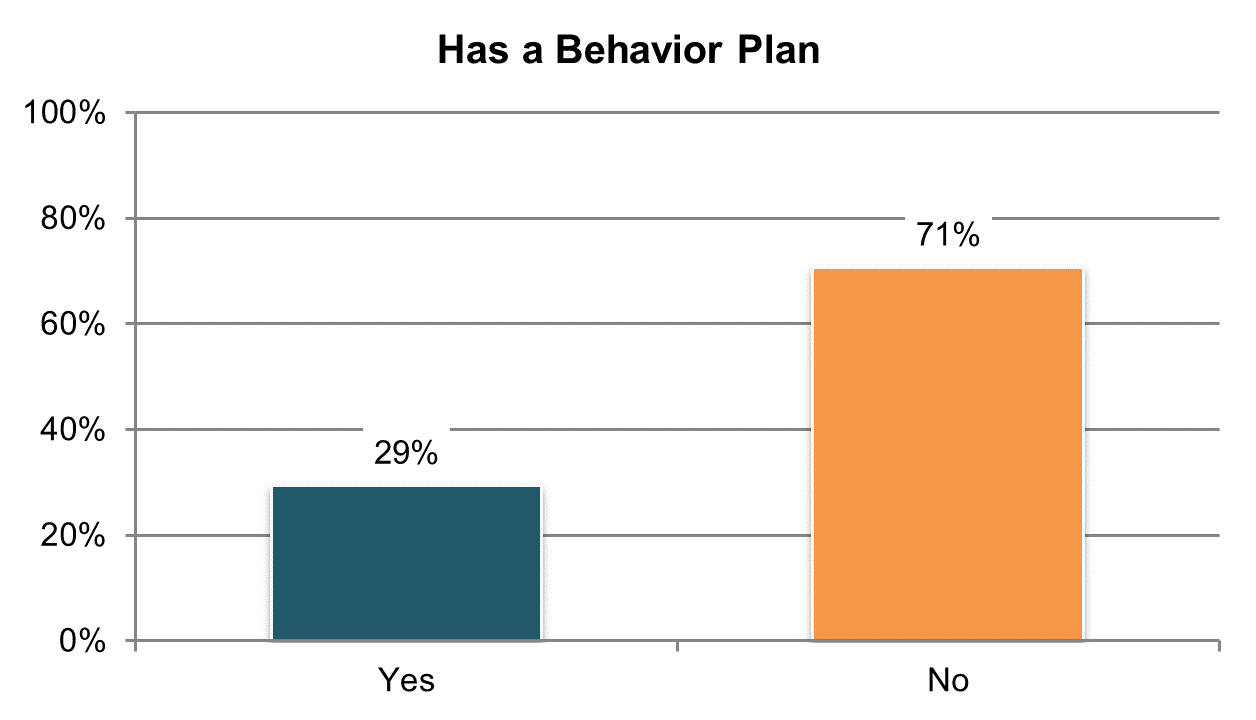 Has a Behavior Plan
100%
80%
71%
60%
40%
29%
20%
0%
Yes
No